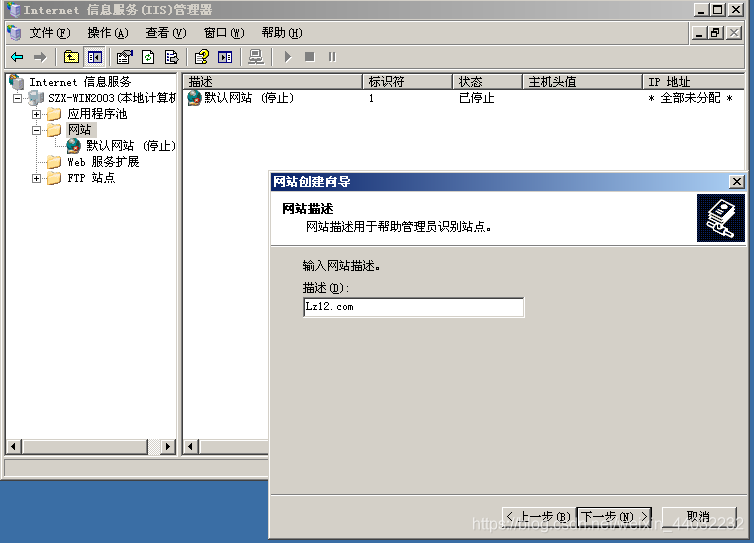 Internet 信息服务(IIS)管理器
文件(F) 操作(A) 查看(V) 窗口(W) 帮助(H)
Internet 信息服务
SZX-WIN2003(本地计算机
应用程序池
网站
默认网站 (停止)
Web 服务扩展
FTP 站点
描述 标识符 状态 主机头值 IP 地址
默认网站 (停止) 1 已停止 * 全部未分配 *
网站创建向导
网站描述
网站描述用于帮助管理员识别站点。
输入网站描述。
描述(D):
Lz12.com
< 上一步(B) 下一步(N) > 取消